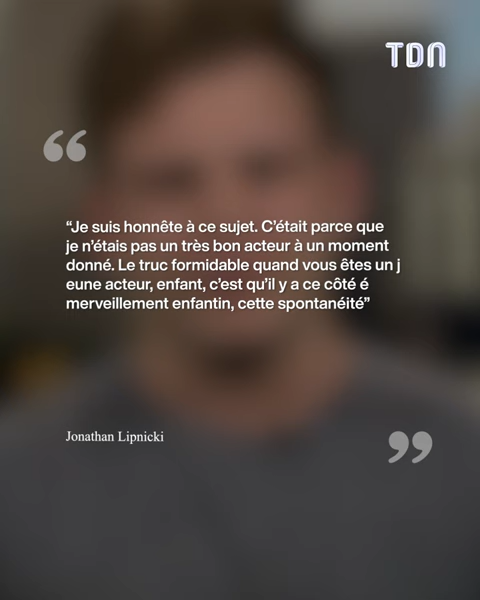 TDN
“Je suis honnête à ce sujet. C’était parce que
je n’étais pas un très bon acteur à un moment
donné. Le truc formidable quand vous êtes un j
eune acteur, enfant, c’est qu’il y a ce côté é
merveillement enfantin, cette spontanéité”
Jonathan Lipnicki